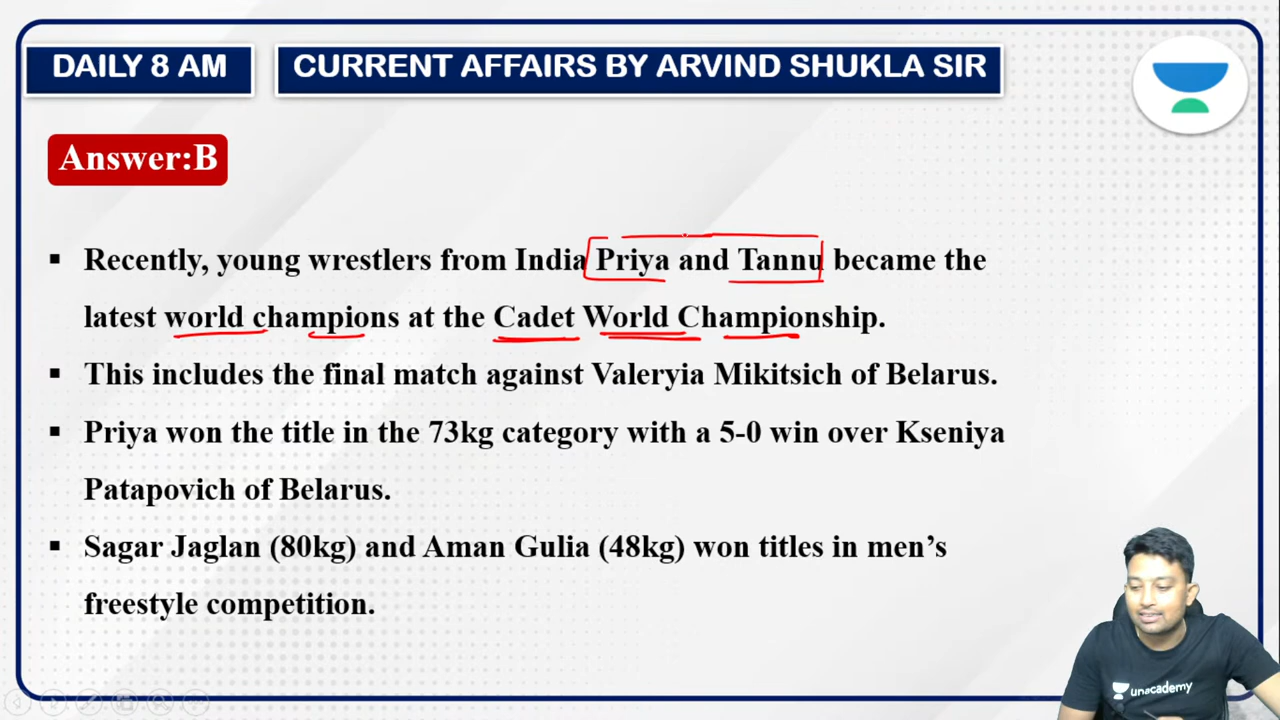 DAILY 8 AM
CURRENT AFFAIRS BY ARVIND SHUKLA SIR
Answer:B
▪ Recently, young wrestlers from India Priya and Tannu became the
latest world champions at the Cadet World Championship.
▪ This includes the final match against Valeryia Mikitsich of Belarus.
▪ Priya won the title in the 73kg category with a 5-0 win over Kseniya
Patapovich of Belarus.
▪ Sagar Jaglan (80kg) and Aman Gulia (48kg) won titles in men’s
freestyle competition.
unacademy